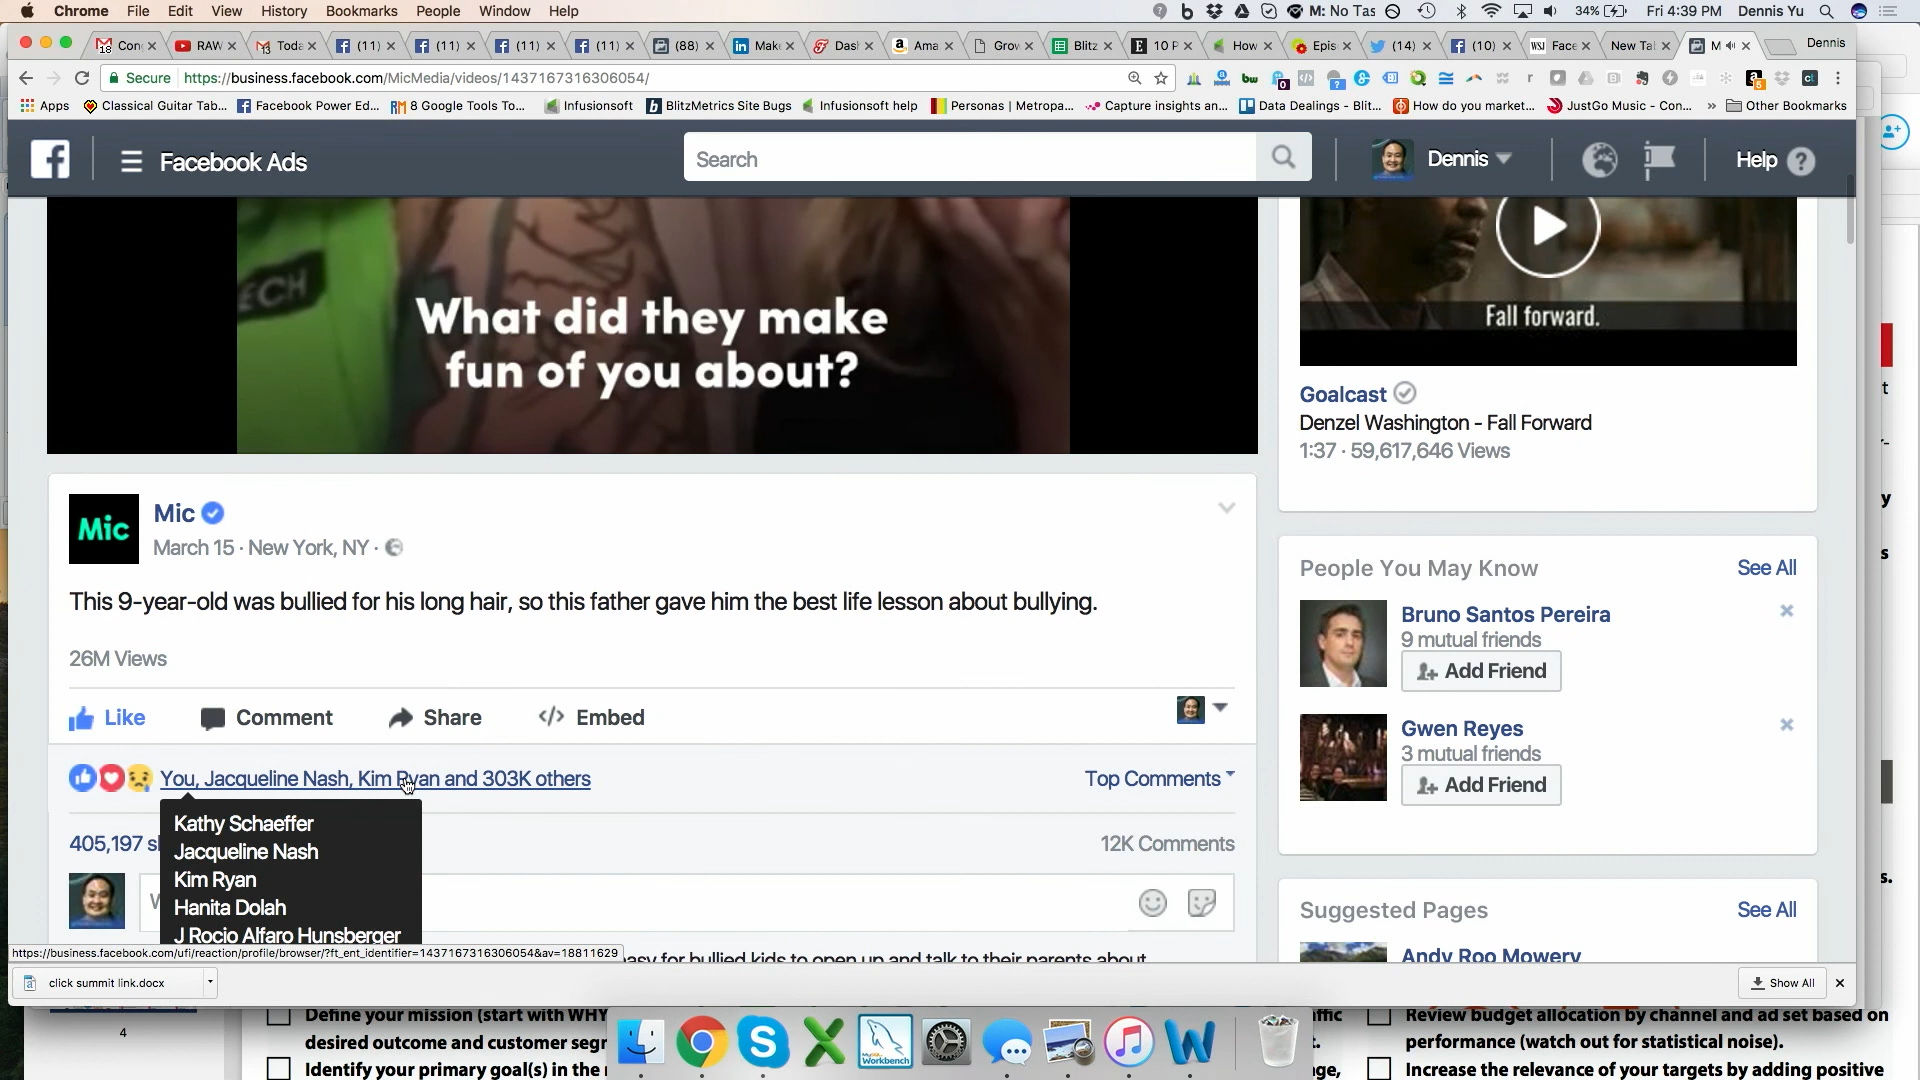 Chrome File Edit View History Bookmarks People Window Help
M: No Tas 34% Fri 4:39 PM Dennis Yu
Con RAW Toda (11) (11) (11) (11) (88) Make Dash Ama Grow Blitz 10 P How Epis (14) (10) Face New Tal M Dennis
Secure https://business.facebook.com/MicMedia/videos/1437167316306054/
Apps Classical Guitar Tab... Facebook Power Ed... 8 Google Tools To... Infusionsoft BlitzMetrics Site Bugs Infusionsoft help Personas | Metropa... Capture insights an... Data Dealings - Blit... How do you market... JustGo Music - Con... » Other Bookmarks
Facebook Ads
Search
Dennis
Help
ECH
What did they make
fun of you about?
Fall forward.
Goalcast
Denzel Washington - Fall Forward
1:37 · 59,617,646 Views
Mic
Mic
March 15 · New York, NY ·
This 9-year-old was bullied for his long hair, so this father gave him the best life lesson about bullying.
26M Views
Like Comment Share Embed
You, Jacqueline Nash, Kim Ryan and 303K others
Top Comments
Kathy Schaeffer
Jacqueline Nash
Kim Ryan
Hanita Dolah
J Rocio Alfaro Hunsberger
405,197
12K Comments
People You May Know See All
Bruno Santos Pereira
9 mutual friends
Add Friend
Gwen Reyes
3 mutual friends
Add Friend
Suggested Pages See All
Andy Roo Mowery
easy for bullied kids to open up and talk to their parents about
https://business.facebook.com/ufi/reaction/profile/browser/?ft_ent_identifier=1437167316306054&av=18811629
click summit link.docx
Show All
4
Define your mission (start with WHY
desired outcome and customer segr
Identify your primary goal(s) in the
Workbench
Review budget allocation by channel and ad set based on
performance (watch out for statistical noise).
Increase the relevance of your targets by adding positive